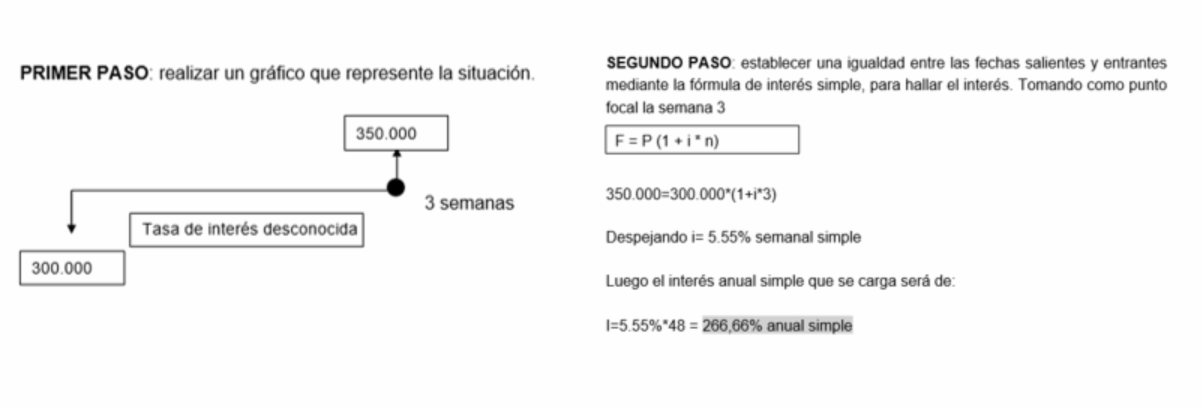 PRIMER PASO: realizar un gráfico que represente la situación.
350.000
3 semanas
Tasa de interés desconocida
300.000
SEGUNDO PASO: establecer una igualdad entre las fechas salientes y entrantes
mediante la fórmula de interés simple, para hallar el interés. Tomando como punto
focal la semana 3
F = P (1 + i * n)
350.000=300.000*(1+i*3)
Despejando i= 5.55% semanal simple
Luego el interés anual simple que se carga será de:
I=5.55%*48 = 266,66% anual simple